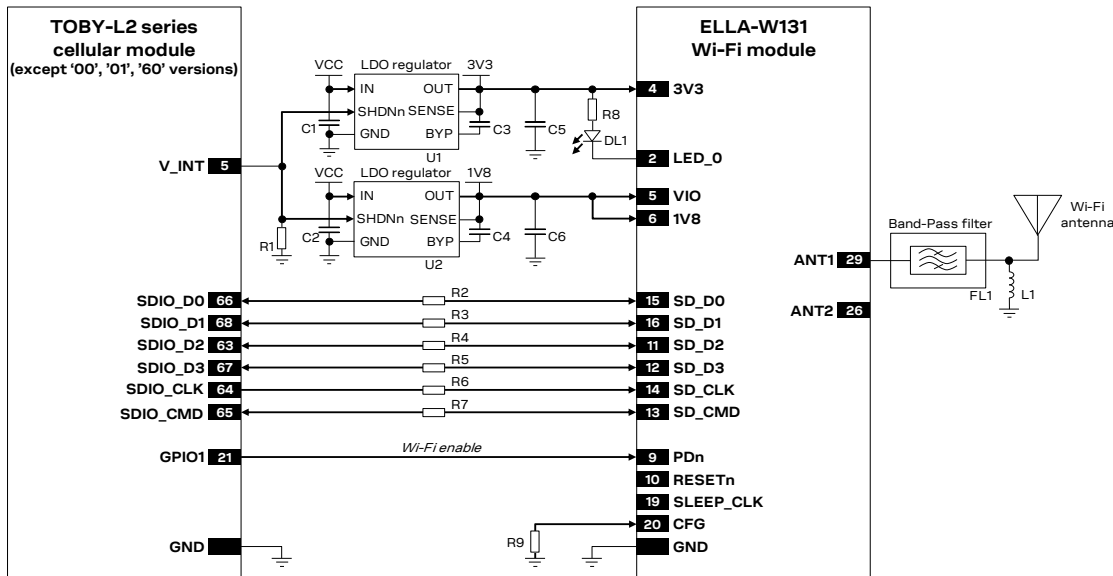 TOBY-L2 series
cellular module
(except ‘00’, ’01’, ’60’ versions)
V_INT 5
SDIO_D0 66
SDIO_D1 68
SDIO_D2 63
SDIO_D3 67
SDIO_CLK 64
SDIO_CMD 65
GPIO1 21
GND
VCC
LDO regulator
3V3
IN
OUT
SHDNn
SENSE
GND
BYP
U1
C1
C3
C5
R8
DL1
VCC
LDO regulator
1V8
IN
OUT
SHDNn
SENSE
GND
BYP
U2
R1
C2
C4
C6
R2
R3
R4
R5
R6
R7
Wi-Fi enable
R9
ELLA-W131
Wi-Fi module
4 3V3
2 LED_0
5 VIO
6 1V8
15 SD_D0
16 SD_D1
11 SD_D2
12 SD_D3
14 SD_CLK
13 SD_CMD
9 PDn
10 RESETn
19 SLEEP_CLK
20 CFG
GND
ANT1 29
ANT2 26
Band-Pass filter
FL1
L1
Wi-Fi
antenna